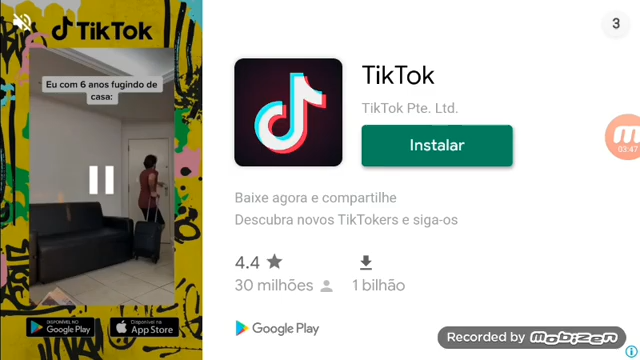 TikTok
Eu com 6 anos fugindo de
casa:
DISPONÍVEL NO
Google Play
Disponível na
App Store
3
TikTok
TikTok Pte. Ltd.
Instalar
Baixe agora e compartilhe
Descubra novos TikTokers e siga-os
4.4
30 milhões
1 bilhão
Google Play
03:47
Recorded by mobizen